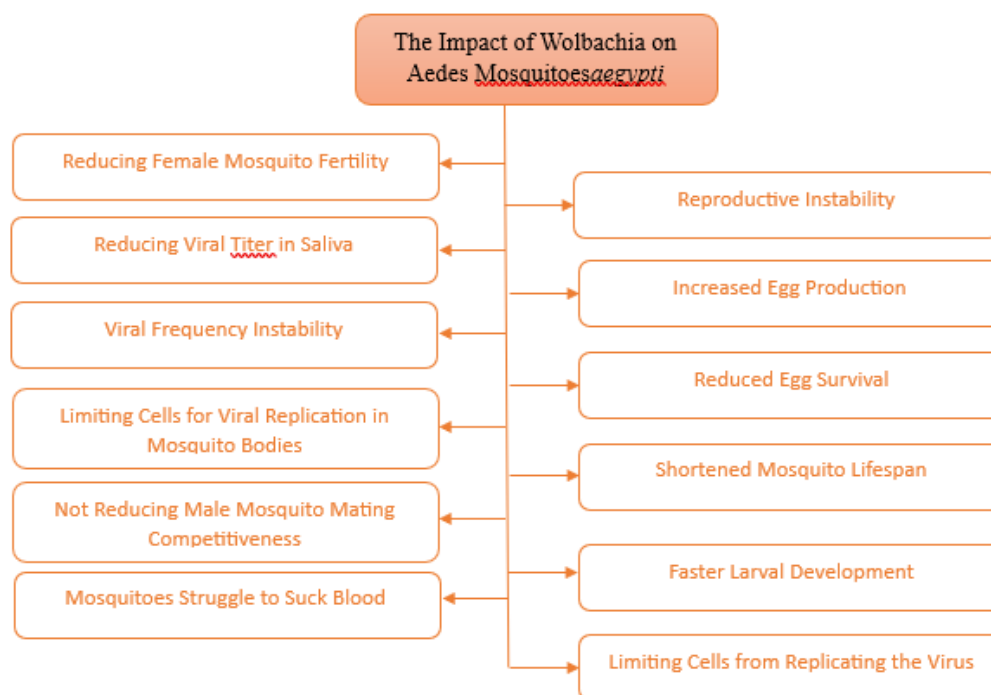 The Impact of Wolbachia on
Aedes Mosquitoesaegypti
Reducing Female Mosquito Fertility
Reducing Viral Titer in Saliva
Viral Frequency Instability
Limiting Cells for Viral Replication in
Mosquito Bodies
Not Reducing Male Mosquito Mating
Competitiveness
Mosquitoes Struggle to Suck Blood
Reproductive Instability
Increased Egg Production
Reduced Egg Survival
Shortened Mosquito Lifespan
Faster Larval Development
Limiting Cells from Replicating the Virus